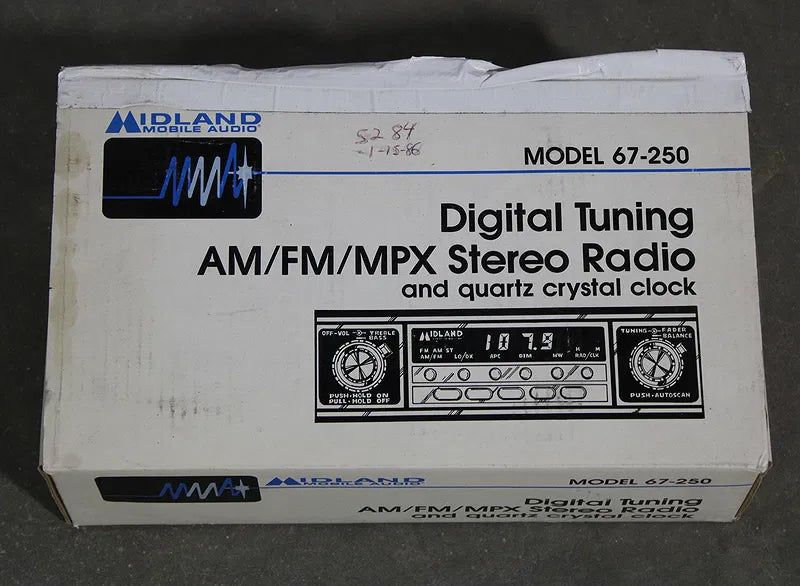 MIDLAND
MOBILE AUDIO
52 84
1-15-86
MODEL 67-250
Digital Tuning
AM/FM/MPX Stereo Radio
and quartz crystal clock
OFF-VOL TREBLE
BASS
PUSH-HOLD ON
PULL-HOLD OFF
MIDLAND
107.9
FM AM ST
AM/FM LO/DX APC DIM MW RAD/CLK
H M
TUNING FADER
BALANCE
PUSH-AUTOSCAN
MIDLAND
MOBILE AUDIO
MODEL 67-250
Digital Tuning
AM/FM/MPX Stereo Radio
and quartz crystal clock